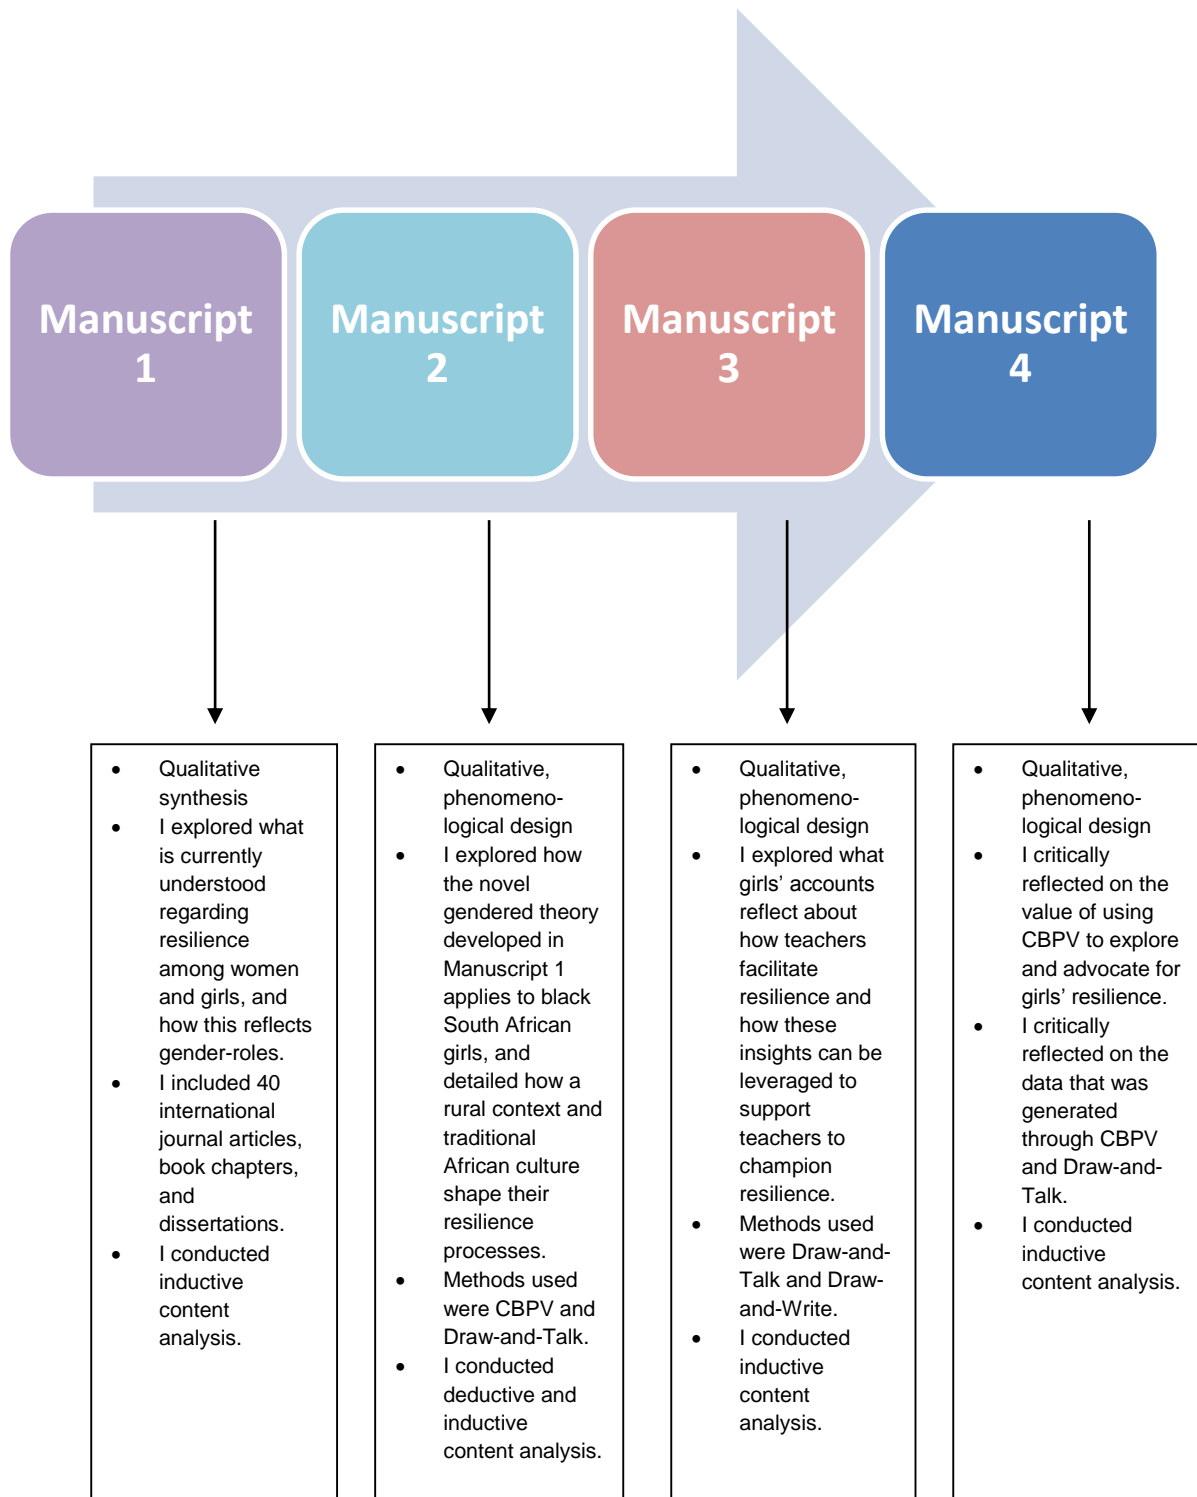 Manuscript
1
Manuscript
2
Manuscript
3
Manuscript
4
• Qualitative
synthesis
• I explored what
is currently
understood
regarding
resilience
among women
and girls, and
how this reflects
gender-roles.
• I included 40
international
journal articles,
book chapters,
and
dissertations.
• I conducted
inductive
content
analysis.
• Qualitative,
phenomeno-
logical design
• I explored how
the novel
gendered theory
developed in
Manuscript 1
applies to black
South African
girls, and
detailed how a
rural context and
traditional
African culture
shape their
resilience
processes.
• Methods used
were CBPV and
Draw-and-Talk.
• I conducted
deductive and
inductive
content analysis.
• Qualitative,
phenomeno-
logical design
• I explored what
girls’ accounts
reflect about
how teachers
facilitate
resilience and
how these
insights can be
leveraged to
support
teachers to
champion
resilience.
• Methods used
were Draw-and-
Talk and Draw-
and-Write.
• I conducted
inductive
content
analysis.
• Qualitative,
phenomeno-
logical design
• I critically
reflected on the
value of using
CBPV to explore
and advocate for
girls’ resilience.
• I critically
reflected on the
data that was
generated
through CBPV
and Draw-and-
Talk.
• I conducted
inductive
content analysis.